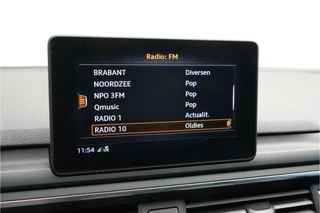 Radio: FM
BRABANT Diversen
NOORDZEE Pop
NPO 3FM Pop
Qmusic Pop
RADIO 1 Actualit.
RADIO 10 Oldies
11:54